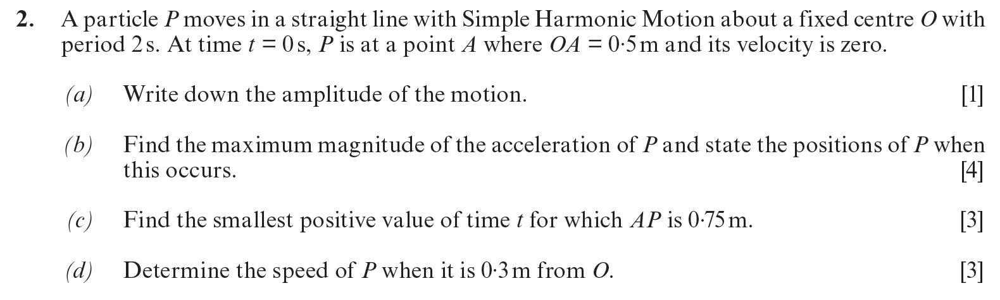 2. A particle P moves in a straight line with Simple Harmonic Motion about a fixed centre O with
period 2 s. At time t = 0 s, P is at a point A where OA = 0·5 m and its velocity is zero.
(a) Write down the amplitude of the motion. [1]
(b) Find the maximum magnitude of the acceleration of P and state the positions of P when
this occurs. [4]
(c) Find the smallest positive value of time t for which AP is 0·75 m. [3]
(d) Determine the speed of P when it is 0·3 m from O. [3]